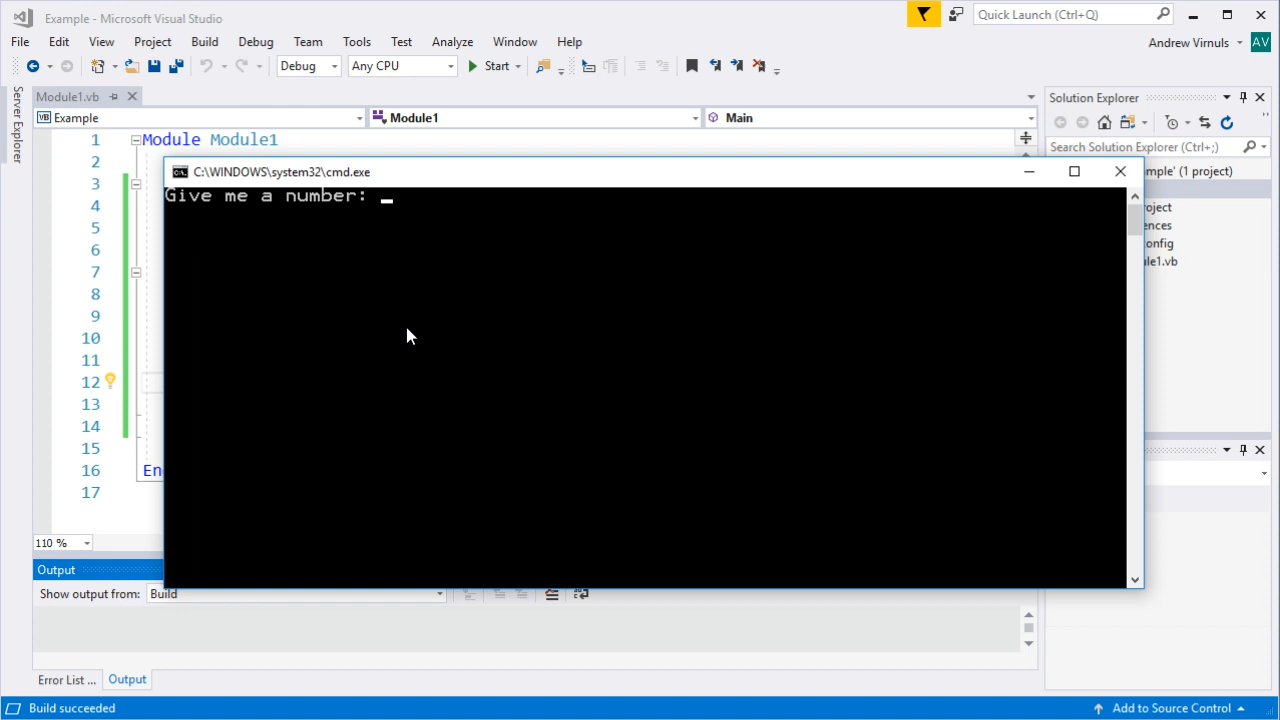 Example - Microsoft Visual Studio
Quick Launch (Ctrl+Q)
File Edit View Project Build Debug Team Tools Test Analyze Window Help
Andrew Virnuls AV
Debug Any CPU Start
Server Explorer
Module1.vb
Example Module1 Main
Solution Explorer
Search Solution Explorer (Ctrl+;)
1 Module Module1
2
C:\WINDOWS\system32\cmd.exe
mple' (1 project)
3
Give me a number: _
4
oject
5
ences
6
onfig
7
le1.vb
8
9
10
11
12
13
14
15
16 En
17
110 %
Output
Show output from: Build
Error List ... Output
Build succeeded
Add to Source Control